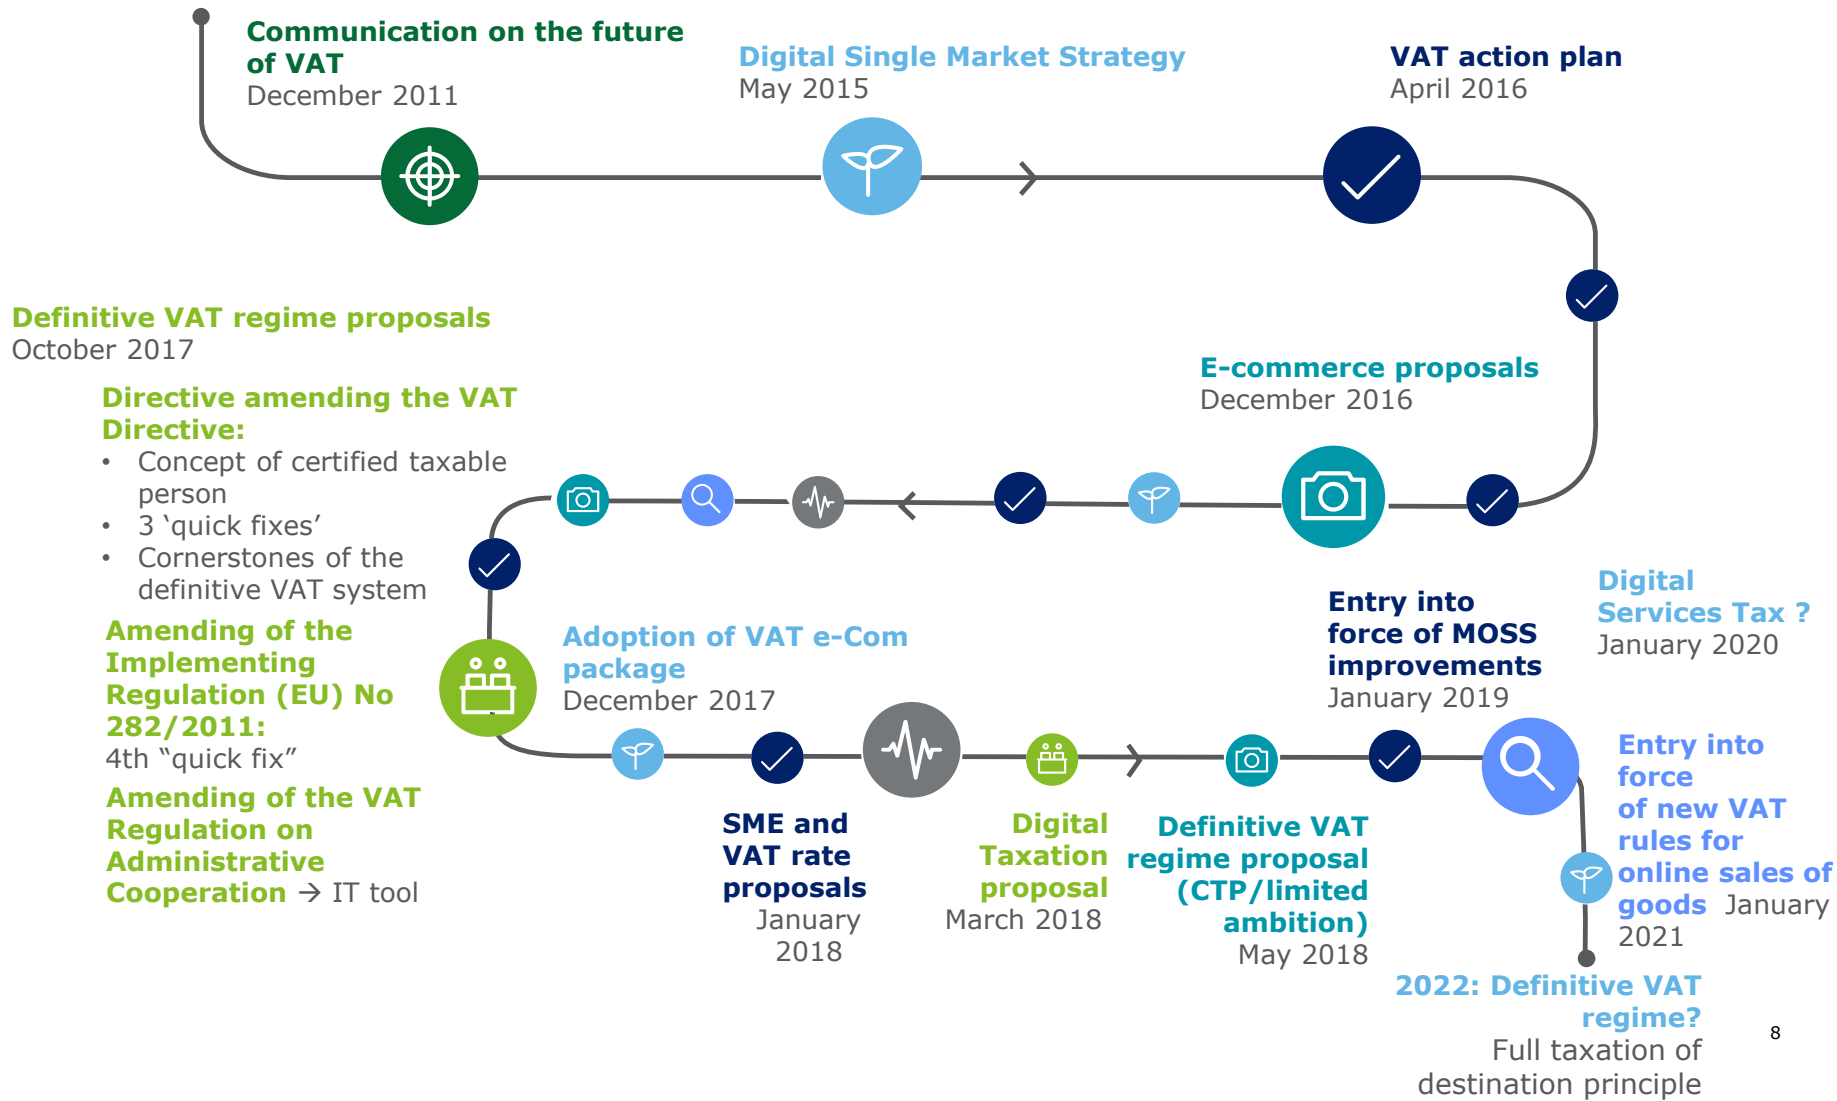 Communication on the future
of VAT
December 2011
Digital Single Market Strategy
May 2015
VAT action plan
April 2016
Definitive VAT regime proposals
October 2017
Directive amending the VAT
Directive:
• Concept of certified taxable
person
• 3 ‘quick fixes’
• Cornerstones of the
definitive VAT system
Amending of the
Implementing
Regulation (EU) No
282/2011:
4th “quick fix”
Amending of the VAT
Regulation on
Administrative
Cooperation → IT tool
E-commerce proposals
December 2016
Adoption of VAT e-Com
package
December 2017
SME and
VAT rate
proposals
January
2018
Digital
Taxation
proposal
March 2018
Definitive VAT
regime proposal
(CTP/limited
ambition)
May 2018
Entry into
force of MOSS
improvements
January 2019
Digital
Services Tax ?
January 2020
Entry into
force
of new VAT
rules for
online sales of
goods January
2021
2022: Definitive VAT
regime?
Full taxation of
destination principle
8